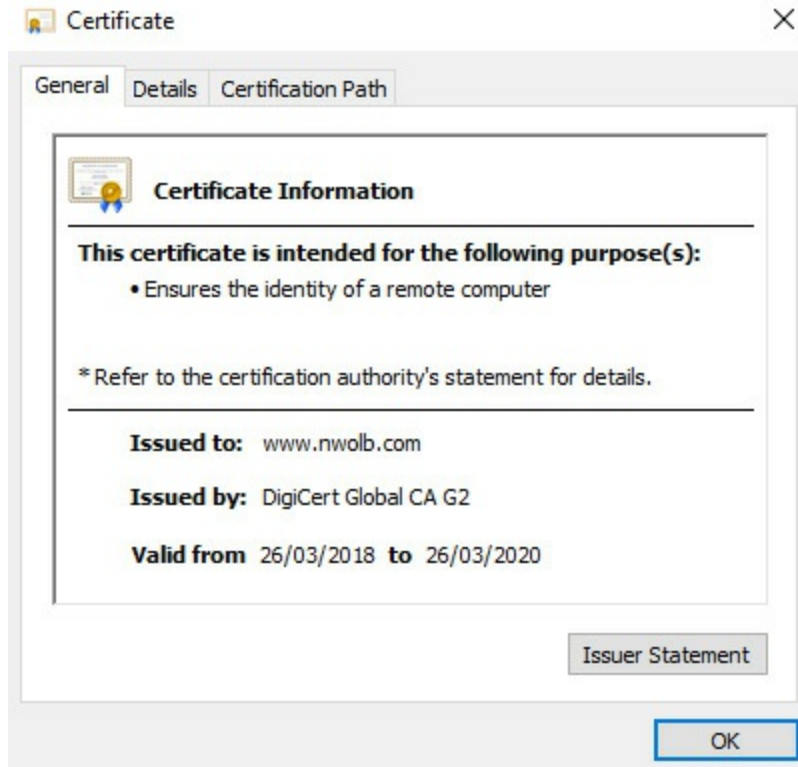 Certificate
General Details Certification Path
Certificate Information
This certificate is intended for the following purpose(s):
• Ensures the identity of a remote computer
* Refer to the certification authority's statement for details.
Issued to: www.nwolb.com
Issued by: DigiCert Global CA G2
Valid from 26/03/2018 to 26/03/2020
Issuer Statement
OK